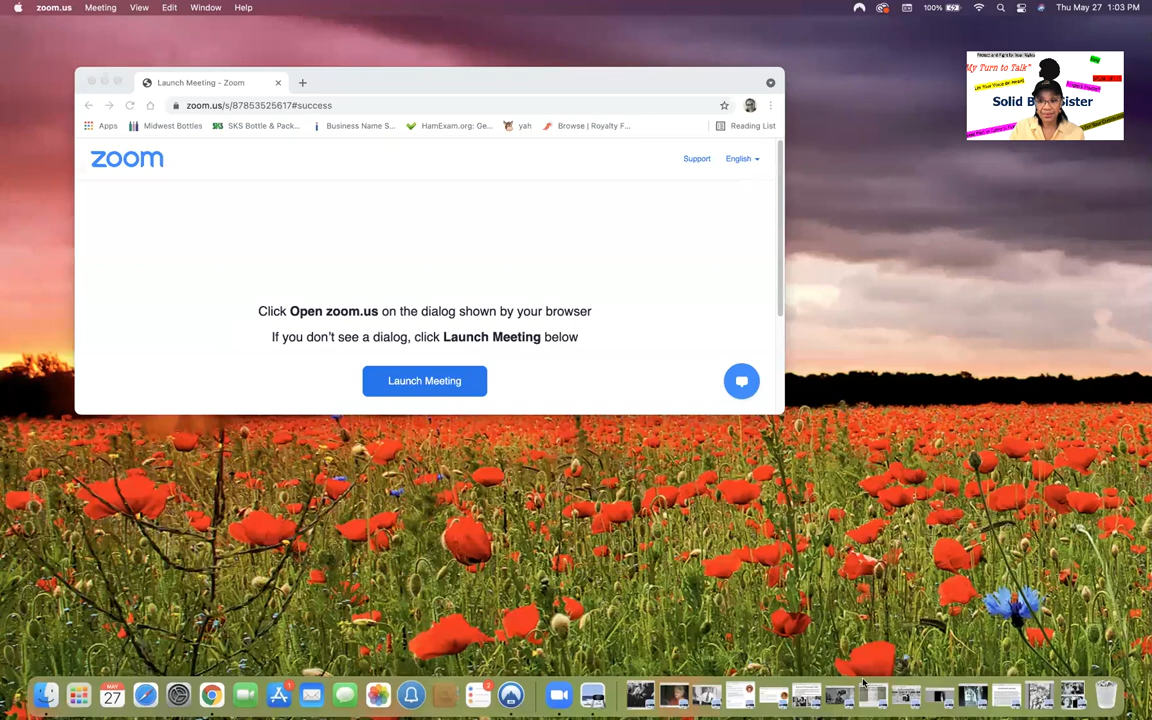 zoom.us Meeting View Edit Window Help
100% Thu May 27 1:03 PM
Launch Meeting - Zoom
zoom.us/s/87853525617#success
Apps Midwest Bottles SKS Bottle & Pack... Business Name S... HamExam.org: Ge... yah Browse | Royalty F... Reading List
zoom
Support English
Click Open zoom.us on the dialog shown by your browser
If you don't see a dialog, click Launch Meeting below
Launch Meeting
"My Turn to Talk"
Solid B Sister
MAY
27
1
2